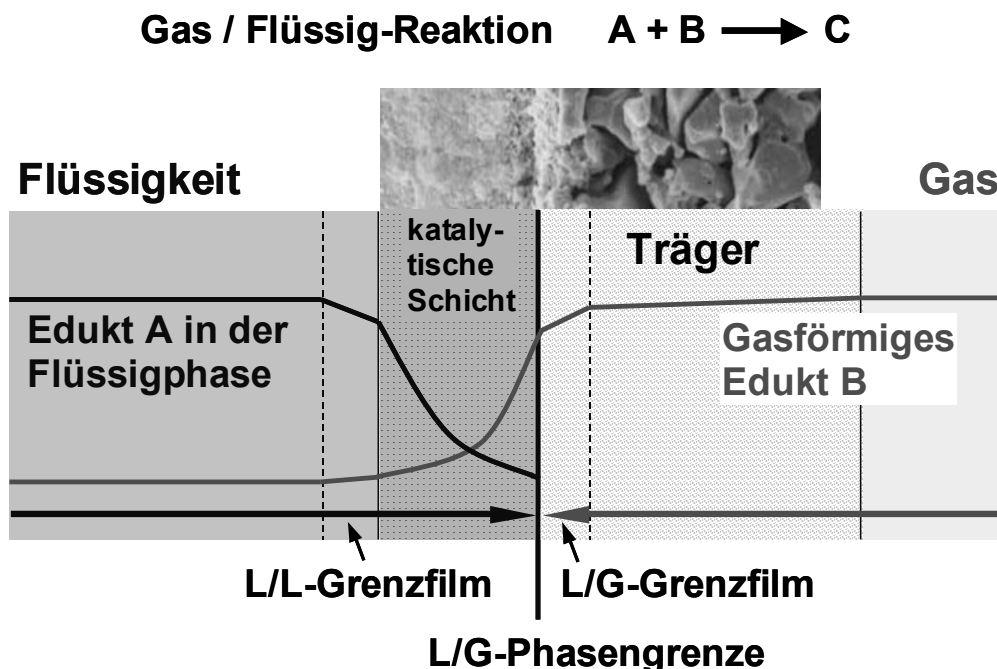 Gas / Flüssig-Reaktion A + B → C
Flüssigkeit
Gas
kataly-
tische
Schicht
Träger
Edukt A in der
Flüssigphase
Gasförmiges
Edukt B
L/L-Grenzfilm
L/G-Grenzfilm
L/G-Phasengrenze